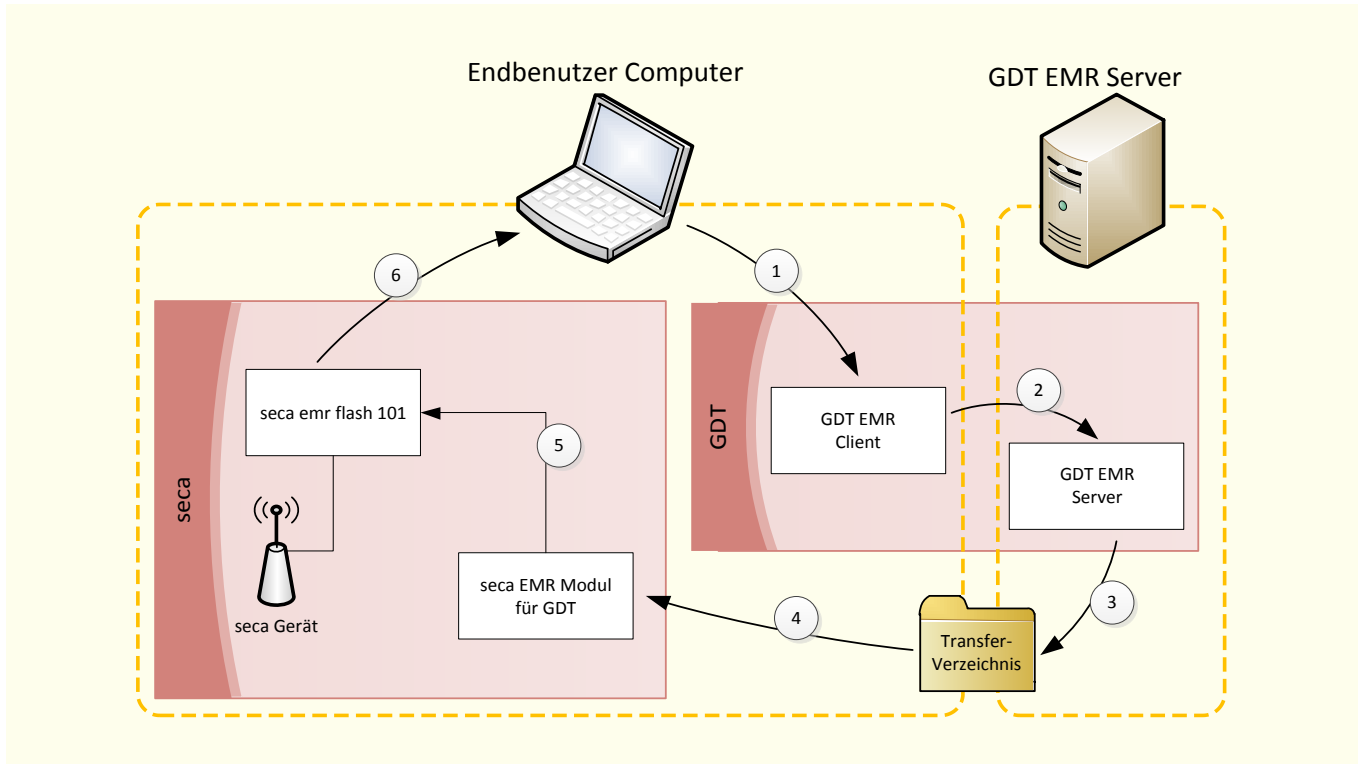 Endbenutzer Computer
GDT EMR Server
6
1
seca
seca emr flash 101
5
seca Gerät
seca EMR Modul
für GDT
GDT
GDT EMR
Client
2
GDT EMR
Server
3
4
Transfer-
Verzeichnis